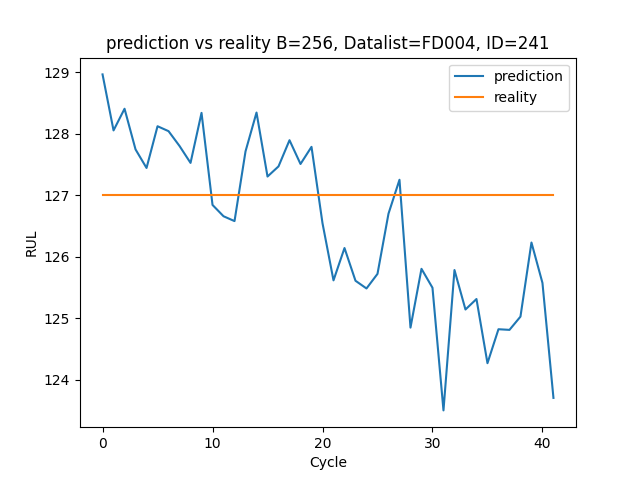 prediction vs reality B=256, Datalist=FD004, ID=241
prediction
reality
129
128
127
126
125
124
RUL
0 10 20 30 40
Cycle